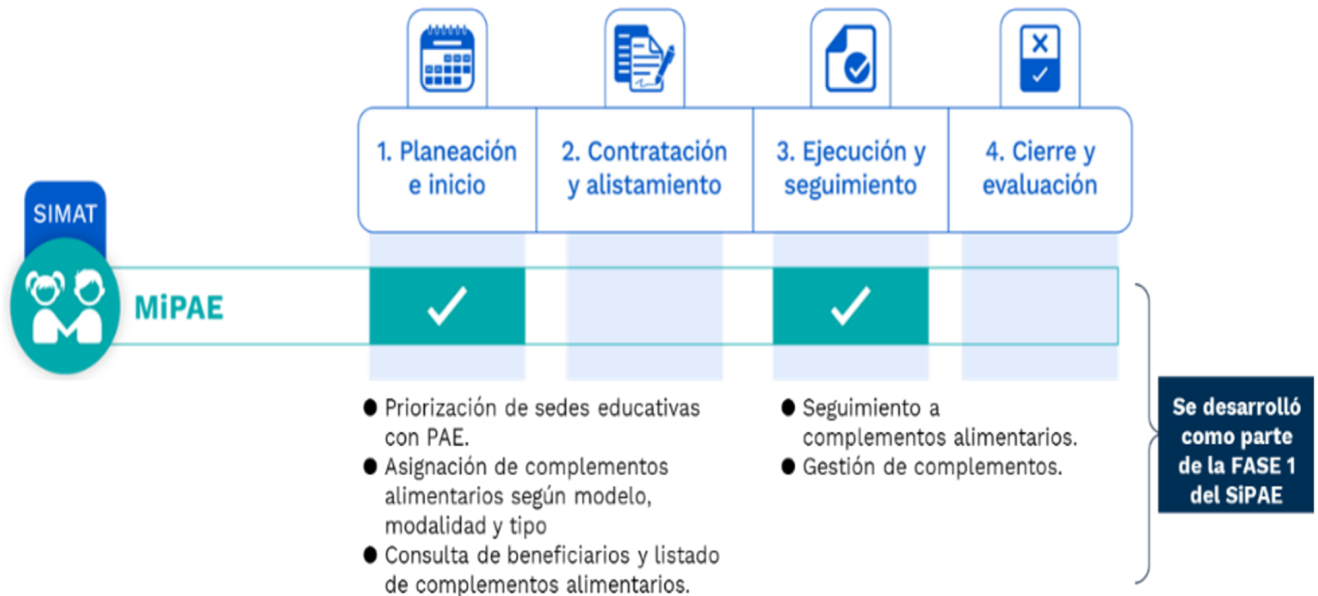 1. Planeación
e inicio
2. Contratación
y alistamiento
3. Ejecución y
seguimiento
4. Cierre y
evaluación
SIMAT
MiPAE
● Priorización de sedes educativas
con PAE.
● Asignación de complementos
alimentarios según modelo,
modalidad y tipo
● Consulta de beneficiarios y listado
de complementos alimentarios.
● Seguimiento a
complementos alimentarios.
● Gestión de complementos.
Se desarrolló
como parte
de la FASE 1
del SiPAE